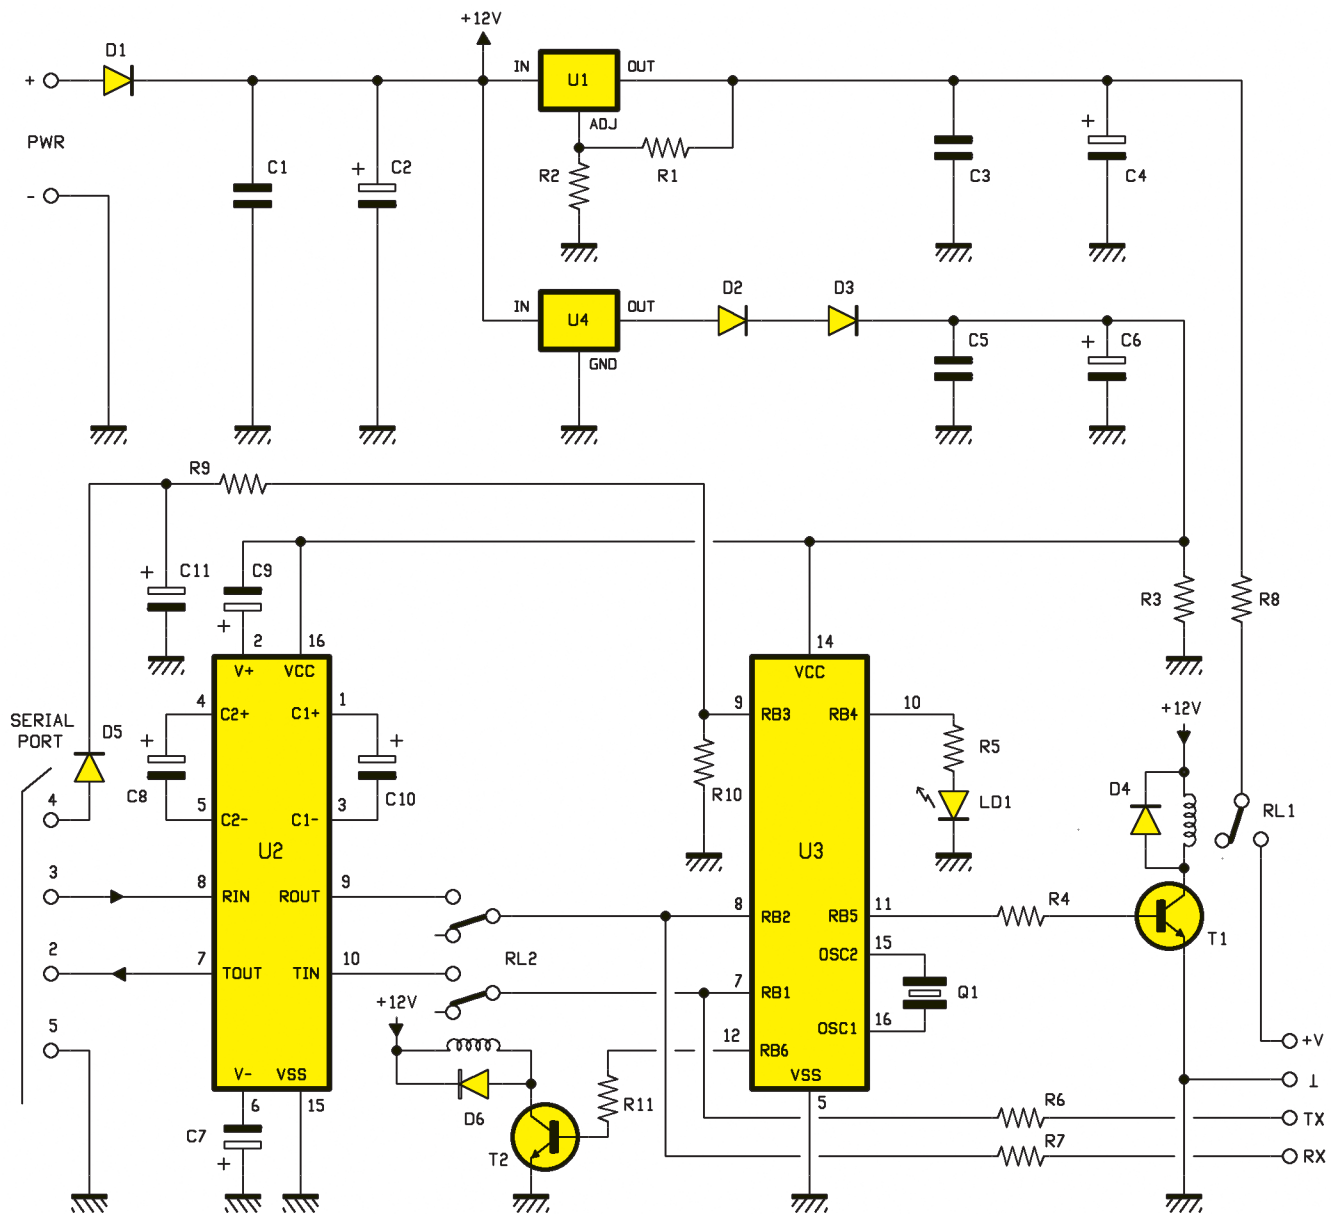 +12V
D1
IN
U1
OUT
+
ADJ
PWR
C1
+
C2
R2
R1
C3
+
C4
-
IN
U4
OUT
D2
D3
GND
C5
+
C6
R9
+
C11
C9
+
2
16
14
R3
R8
V+
VCC
VCC
SERIAL
PORT
D5
4
C2+
C1+
1
9
RB3
RB4
10
+12V
+
+
R5
C8
C10
R10
LD1
D4
RL1
4
5
C2-
C1-
3
U2
U3
3
8
RIN
ROUT
9
8
RB2
RB5
11
R4
T1
2
7
TOUT
TIN
10
RL2
OSC2
15
7
RB1
Q1
+12V
OSC1
16
5
12
RB6
+V
V-
VSS
VSS
⊥
6
15
D6
R11
5
R6
TX
C7
+
T2
R7
RX